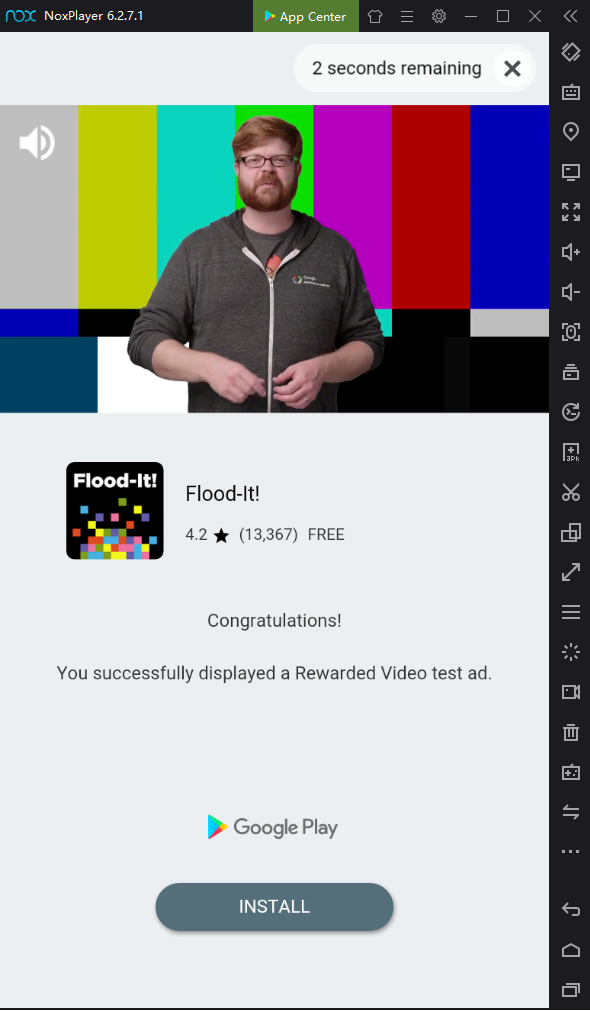 nox NoxPlayer 6.2.7.1 App Center
2 seconds remaining
Google
Flood-It!
Flood-It!
4.2 ★ (13,367) FREE
Congratulations!
You successfully displayed a Rewarded Video test ad.
Google Play
INSTALL